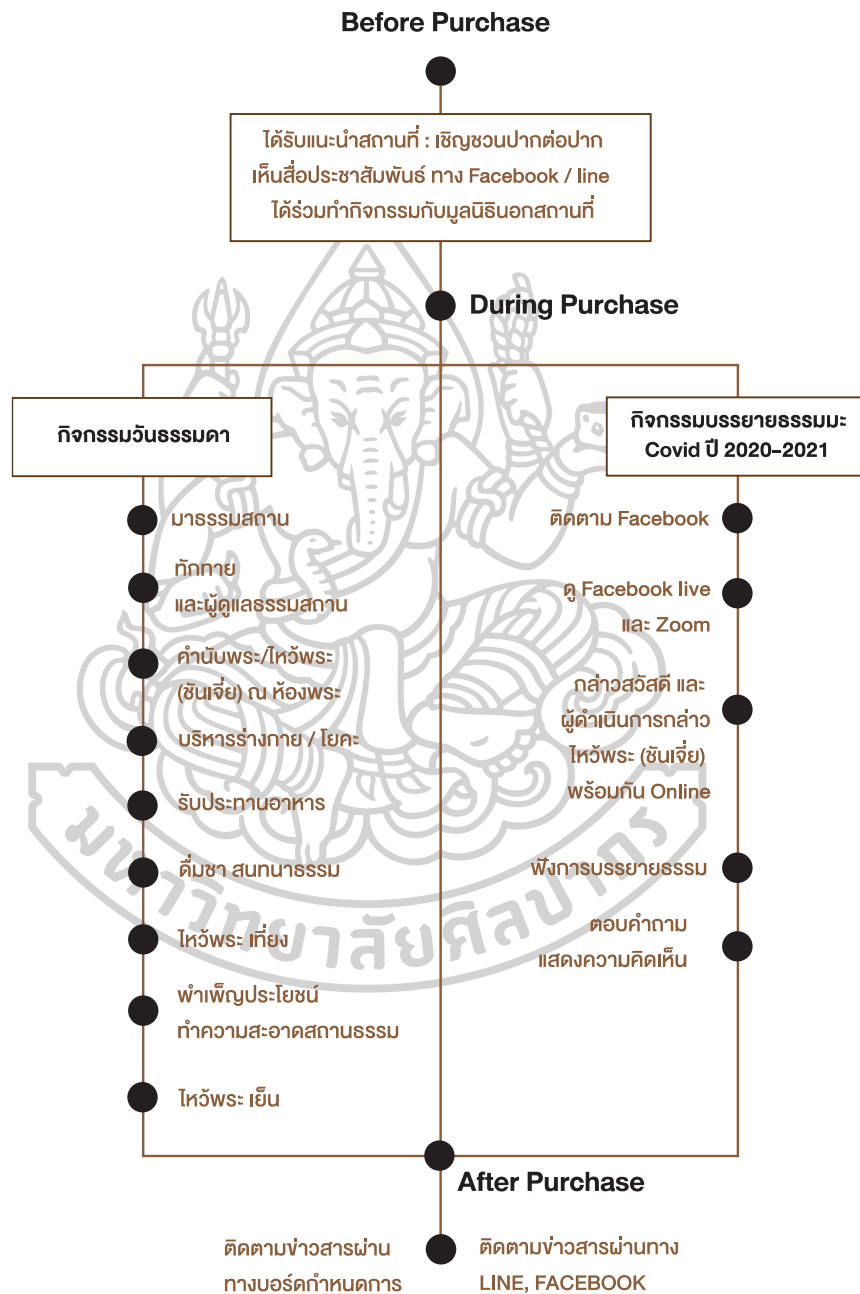 Before Purchase
ได้รับแนะนำสถานที่ : เชิญชวนปากต่อปาก
เห็นสื่อประชาสัมพันธ์ ทาง Facebook / line
ได้ร่วมทำกิจกรรมกับมูลนิธินอกสถานที่
During Purchase
กิจกรรมวันธรรมดา
มาธรรมสถาน
ทักทาย
และผู้ดูแลธรรมสถาน
คำนับพระ/ไหว้พระ
(ชันเจี่ย) ณ ห้องพระ
บริหารร่างกาย / โยคะ
รับประทานอาหาร
ดื่มชา สนทนาธรรม
ไหว้พระ เที่ยง
พำเพ็ญประโยชน์
ทำความสะอาดสถานธรรม
ไหว้พระ เย็น
กิจกรรมบรรยายธรรมมะ
Covid ปี 2020-2021
ติดตาม Facebook
ดู Facebook live
และ Zoom
กล่าวสวัสดี และ
ผู้ดำเนินการกล่าว
ไหว้พระ (ชันเจี่ย)
พร้อมกัน Online
ฟังการบรรยายธรรม
ตอบคำถาม
แสดงความคิดเห็น
มหาวิทยาลัยศิลปากร
After Purchase
ติดตามข่าวสารผ่าน
ทางบอร์ดกำหนดการ
ติดตามข่าวสารผ่านทาง
LINE, FACEBOOK